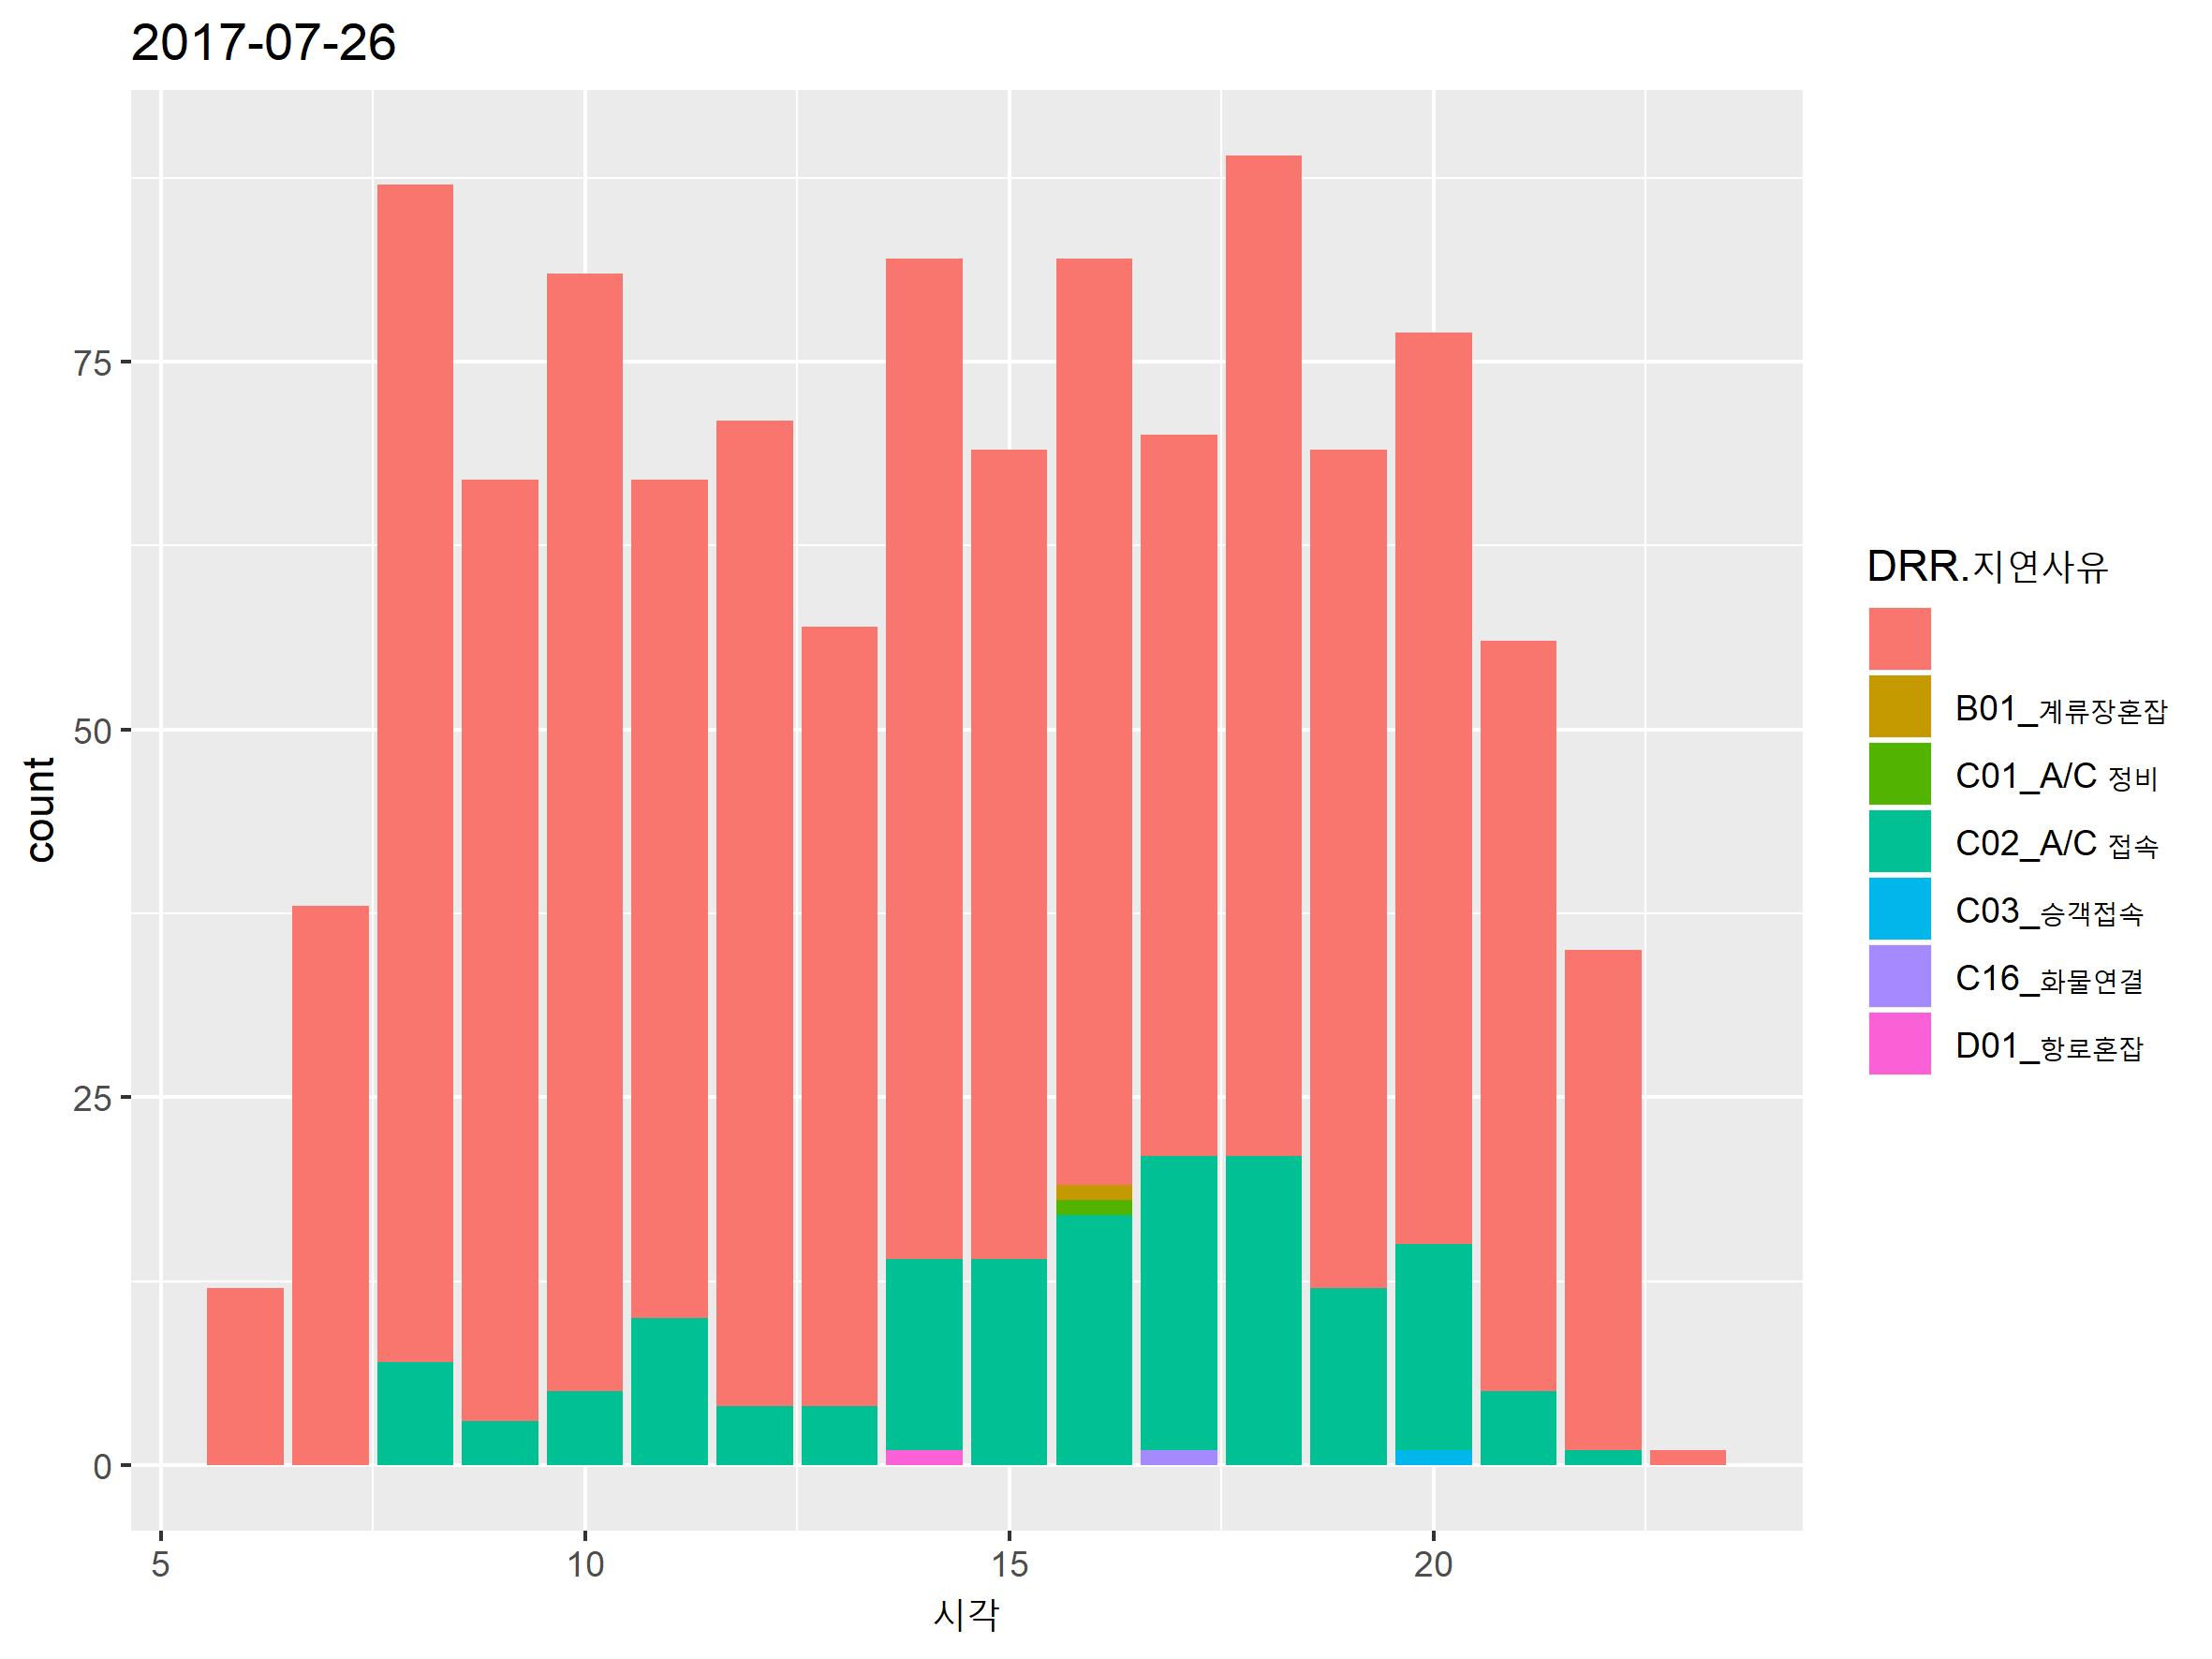 2017-07-26
75
50
25
0
count
5 10 15 20
시각
DRR.지연사유
B01_계류장혼잡
C01_A/C 정비
C02_A/C 접속
C03_승객접속
C16_화물연결
D01_항로혼잡